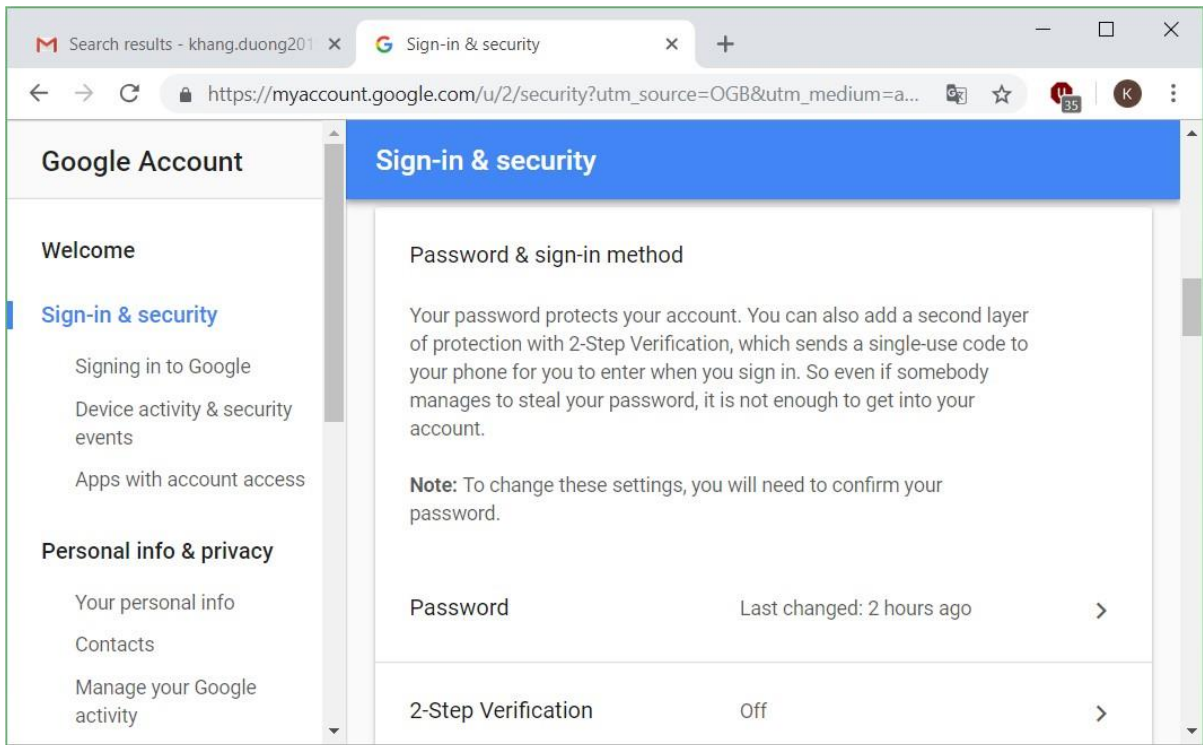 Search results - khang.duong201
Sign-in & security
https://myaccount.google.com/u/2/security?utm_source=OGB&utm_medium=a...
35
K
Google Account
Welcome
Sign-in & security
Signing in to Google
Device activity & security
events
Apps with account access
Personal info & privacy
Your personal info
Contacts
Manage your Google
activity
Sign-in & security
Password & sign-in method
Your password protects your account. You can also add a second layer
of protection with 2-Step Verification, which sends a single-use code to
your phone for you to enter when you sign in. So even if somebody
manages to steal your password, it is not enough to get into your
account.
Note: To change these settings, you will need to confirm your
password.
Password Last changed: 2 hours ago
2-Step Verification Off